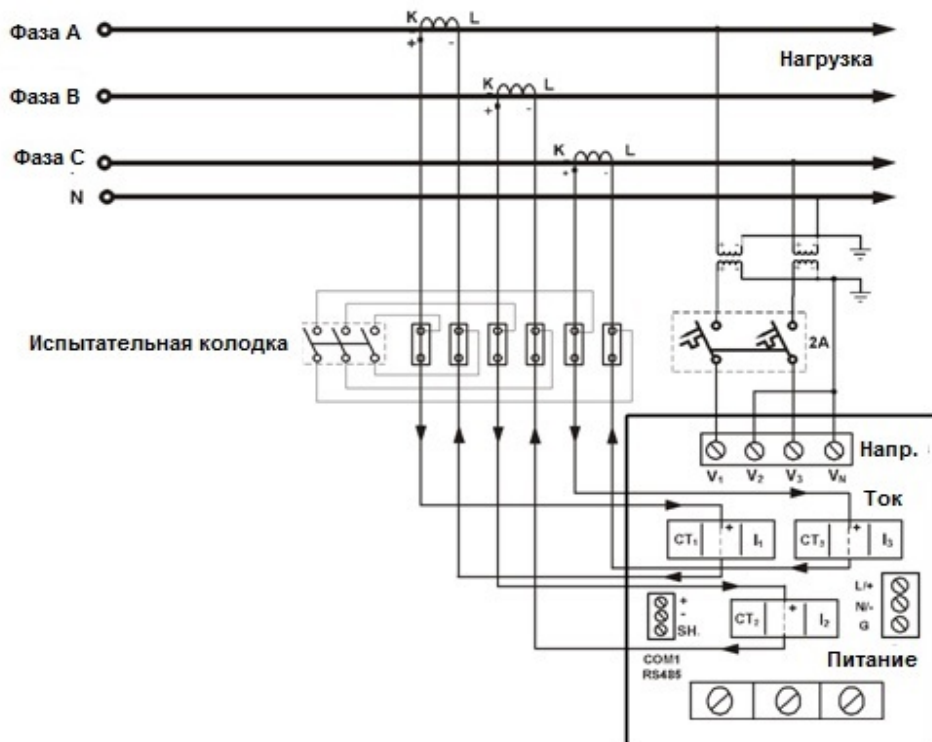 K L
Фаза А
+ -
Нагрузка
K L
Фаза В
+ -
K L
Фаза С
+ -
N
+ - + -
+ - + -
Испытательная колодка
2А
Напр.
V1 V2 V3 VN
Ток
CT1 + I1
CT3 + I3
L/+
N/-
G
+
-
SH.
CT2 + I2
COM1
RS485
Питание